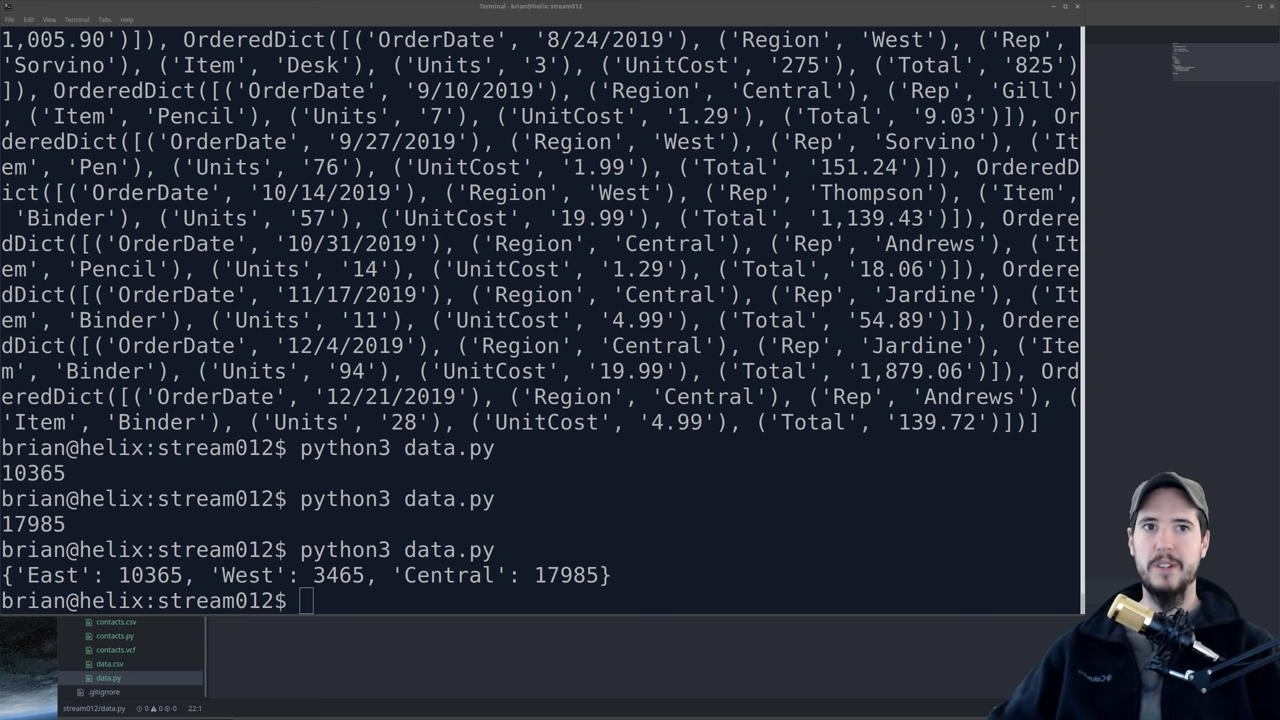 Terminal - brian@helix: stream012
File Edit View Terminal Tabs Help
1,005.90')]), OrderedDict([('OrderDate', '8/24/2019'), ('Region', 'West'), ('Rep',
'Sorvino'), ('Item', 'Desk'), ('Units', '3'), ('UnitCost', '275'), ('Total', '825')
]), OrderedDict([('OrderDate', '9/10/2019'), ('Region', 'Central'), ('Rep', 'Gill')
, ('Item', 'Pencil'), ('Units', '7'), ('UnitCost', '1.29'), ('Total', '9.03')]), Or
deredDict([('OrderDate', '9/27/2019'), ('Region', 'West'), ('Rep', 'Sorvino'), ('It
em', 'Pen'), ('Units', '76'), ('UnitCost', '1.99'), ('Total', '151.24')]), OrderedD
ict([('OrderDate', '10/14/2019'), ('Region', 'West'), ('Rep', 'Thompson'), ('Item',
'Binder'), ('Units', '57'), ('UnitCost', '19.99'), ('Total', '1,139.43')]), Ordere
dDict([('OrderDate', '10/31/2019'), ('Region', 'Central'), ('Rep', 'Andrews'), ('It
em', 'Pencil'), ('Units', '14'), ('UnitCost', '1.29'), ('Total', '18.06')]), Ordere
dDict([('OrderDate', '11/17/2019'), ('Region', 'Central'), ('Rep', 'Jardine'), ('It
em', 'Binder'), ('Units', '11'), ('UnitCost', '4.99'), ('Total', '54.89')]), Ordere
dDict([('OrderDate', '12/4/2019'), ('Region', 'Central'), ('Rep', 'Jardine'), ('Ite
m', 'Binder'), ('Units', '94'), ('UnitCost', '19.99'), ('Total', '1,879.06')]), Ord
eredDict([('OrderDate', '12/21/2019'), ('Region', 'Central'), ('Rep', 'Andrews'), (
'Item', 'Binder'), ('Units', '28'), ('UnitCost', '4.99'), ('Total', '139.72')])]
brian@helix:stream012$ python3 data.py
10365
brian@helix:stream012$ python3 data.py
17985
brian@helix:stream012$ python3 data.py
{'East': 10365, 'West': 3465, 'Central': 17985}
brian@helix:stream012$
contacts.csv
contacts.py
contacts.vcf
data.csv
data.py
.gitignore
stream012/data.py 0 0 0 22:1